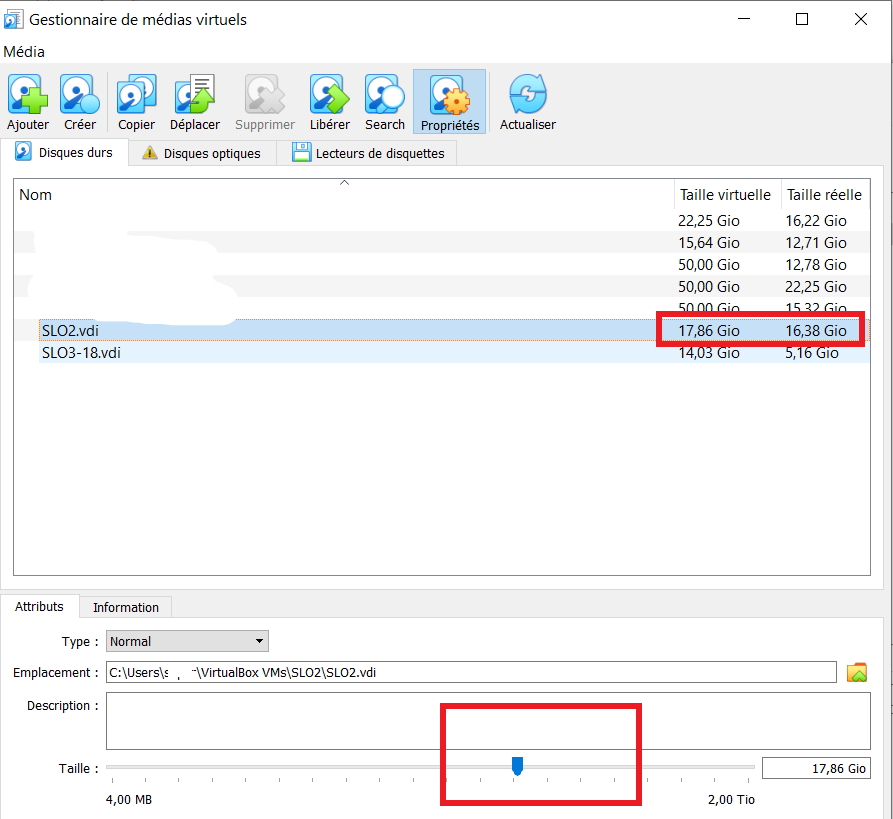 Gestionnaire de médias virtuels
Média
Ajouter Créer Copier Déplacer Supprimer Libérer Search Propriétés Actualiser
Disques durs Disques optiques Lecteurs de disquettes
Nom Taille virtuelle Taille réelle
22,25 Gio 16,22 Gio
15,64 Gio 12,71 Gio
50,00 Gio 12,78 Gio
50,00 Gio 22,25 Gio
50,00 Gio 15,32 Gio
SLO2.vdi 17,86 Gio 16,38 Gio
SLO3-18.vdi 14,03 Gio 5,16 Gio
Attributs Information
Type : Normal
Emplacement : C:\Users\s \VirtualBox VMs\SLO2\SLO2.vdi
Description :
Taille : 17,86 Gio
4,00 MB 2,00 Tio